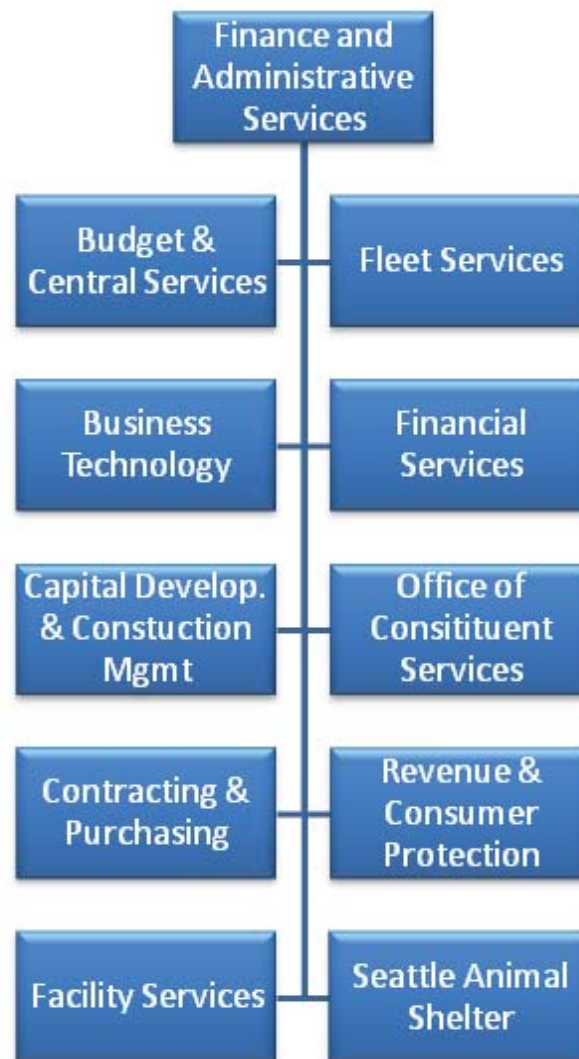 Finance and
Administrative
Services
Budget &
Central Services
Fleet Services
Business
Technology
Financial
Services
Capital Develop.
& Constuction
Mgmt
Office of
Consitituent
Services
Contracting &
Purchasing
Revenue &
Consumer
Protection
Facility Services
Seattle Animal
Shelter